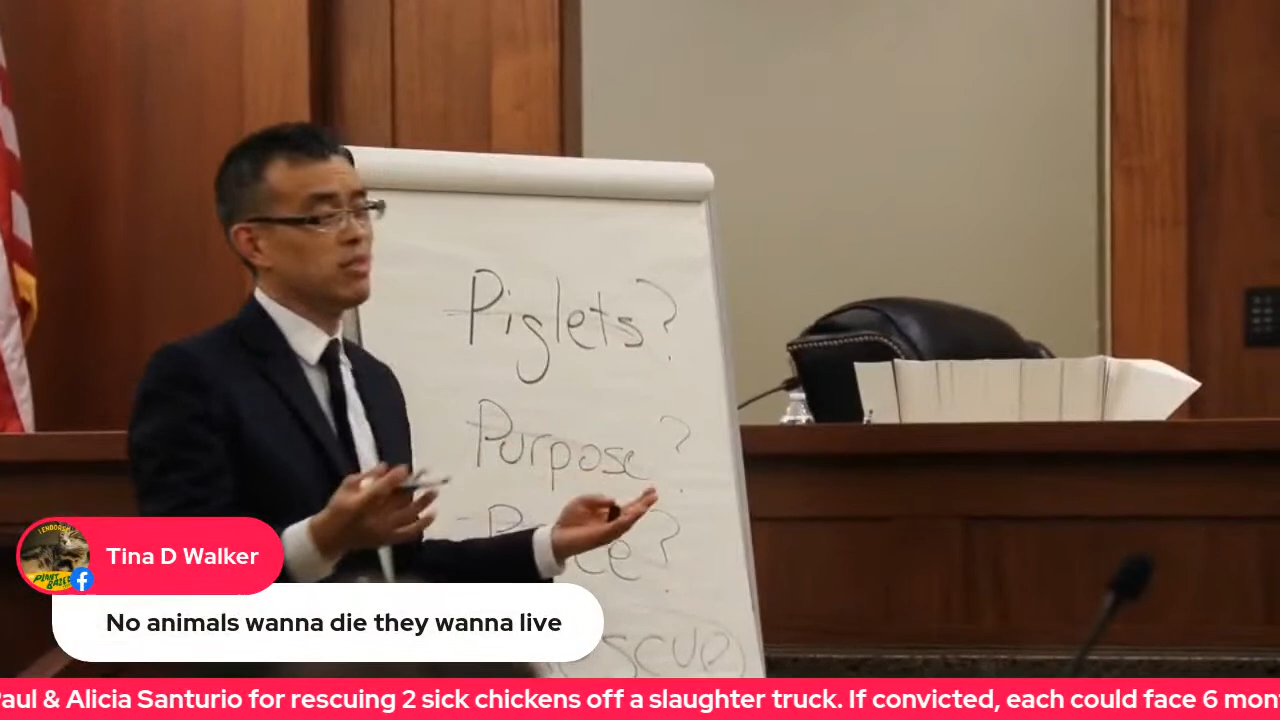 Piglets?
Purpose?
?
Tina D Walker
No animals wanna die they wanna live
Paul & Alicia Santurio for rescuing 2 sick chickens off a slaughter truck. If convicted, each could face 6 mon